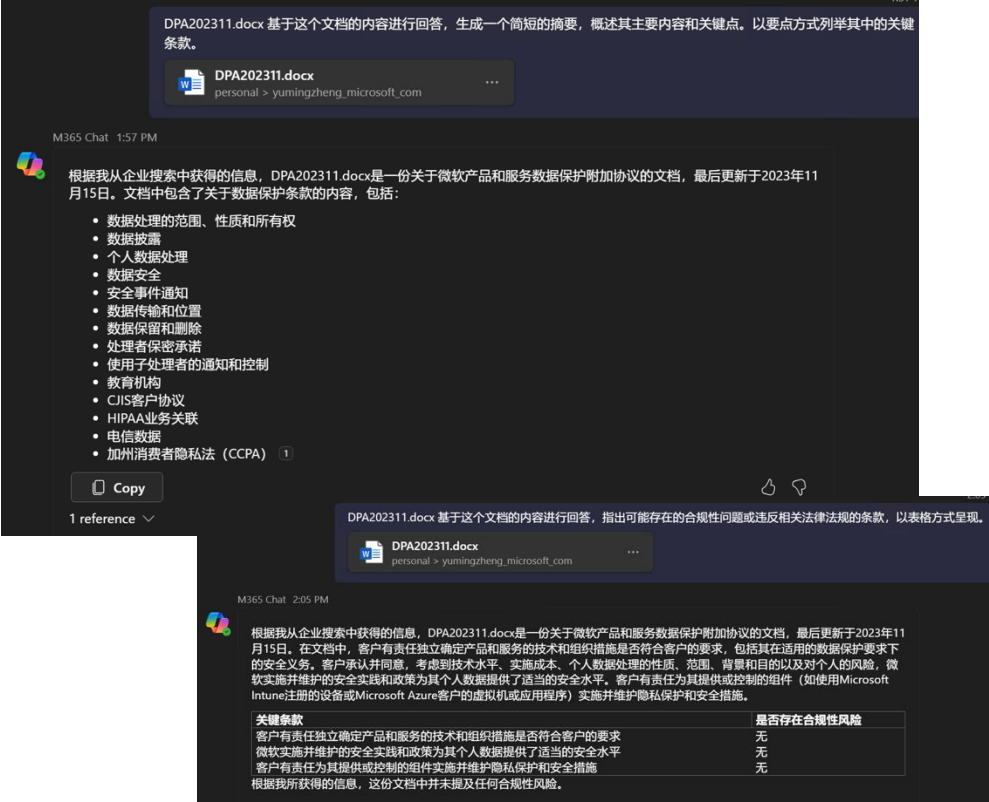 DPA202311.docx 基于这个文档的内容进行回答，生成一个简短的摘要，概述其主要内容和关键点。以要点方式列举其中的关键
条款。
DPA202311.docx
personal > yumingzheng_microsoft_com
M365 Chat 1:57 PM
根据我从企业搜索中获得的信息，DPA202311.docx是一份关于微软产品和服务数据保护附加协议的文档，最后更新于2023年11
月15日。文档中包含了关于数据保护条款的内容，包括：
• 数据处理的范围、性质和所有权
• 数据披露
• 个人数据处理
• 数据安全
• 安全事件通知
• 数据传输和位置
• 数据保留和删除
• 处理者保密承诺
• 使用子处理者的通知和控制
• 教育机构
• CJIS客户协议
• HIPAA业务关联
• 电信数据
• 加州消费者隐私法（CCPA） 1
Copy
1 reference
DPA202311.docx 基于这个文档的内容进行回答，指出可能存在的合规性问题或违反相关法律法规的条款，以表格方式呈现。
DPA202311.docx
personal > yumingzheng_microsoft_com
M365 Chat 2:05 PM
根据我从企业搜索中获得的信息，DPA202311.docx是一份关于微软产品和服务数据保护附加协议的文档，最后更新于2023年11
月15日。在文档中，客户有责任独立确定产品和服务的技术和组织措施是否符合客户的要求，包括其在适用的数据保护要求下
的安全义务。客户承认并同意，考虑到技术水平、实施成本、个人数据处理的性质、范围、背景和目的以及对个人的风险，微
软实施并维护的安全实践和政策为其个人数据提供了适当的安全水平。客户有责任为其提供或控制的组件（如使用Microsoft
Intune注册的设备或Microsoft Azure客户的虚拟机或应用程序）实施并维护隐私保护和安全措施。
关键条款 是否存在合规性风险
客户有责任独立确定产品和服务的技术和组织措施是否符合客户的要求 无
微软实施并维护的安全实践和政策为其个人数据提供了适当的安全水平 无
客户有责任为其提供或控制的组件实施并维护隐私保护和安全措施 无
根据我所获得的信息，这份文档中并未提及任何合规性风险。